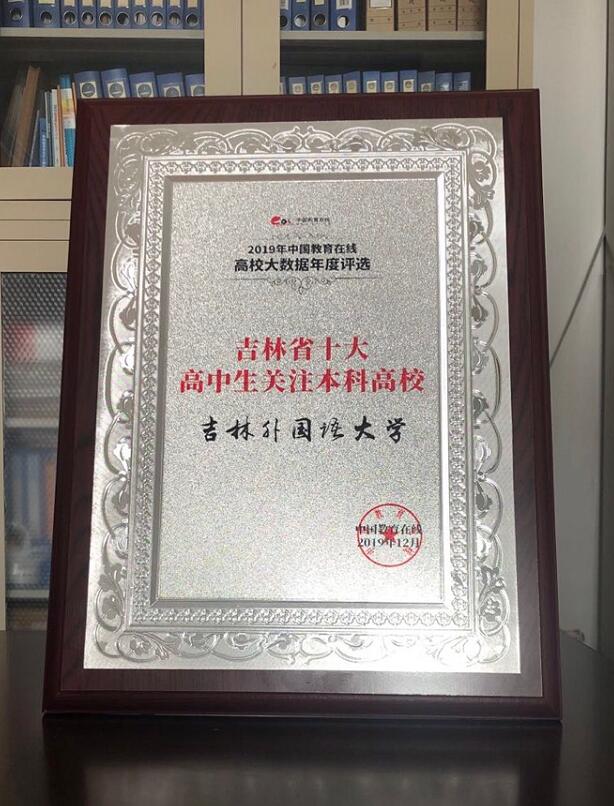 中国教育在线
2019年中国教育在线
高校大数据年度评选
吉林省十大
高中生关注本科高校
吉林外国语大学
中国教育在线
2019年12月